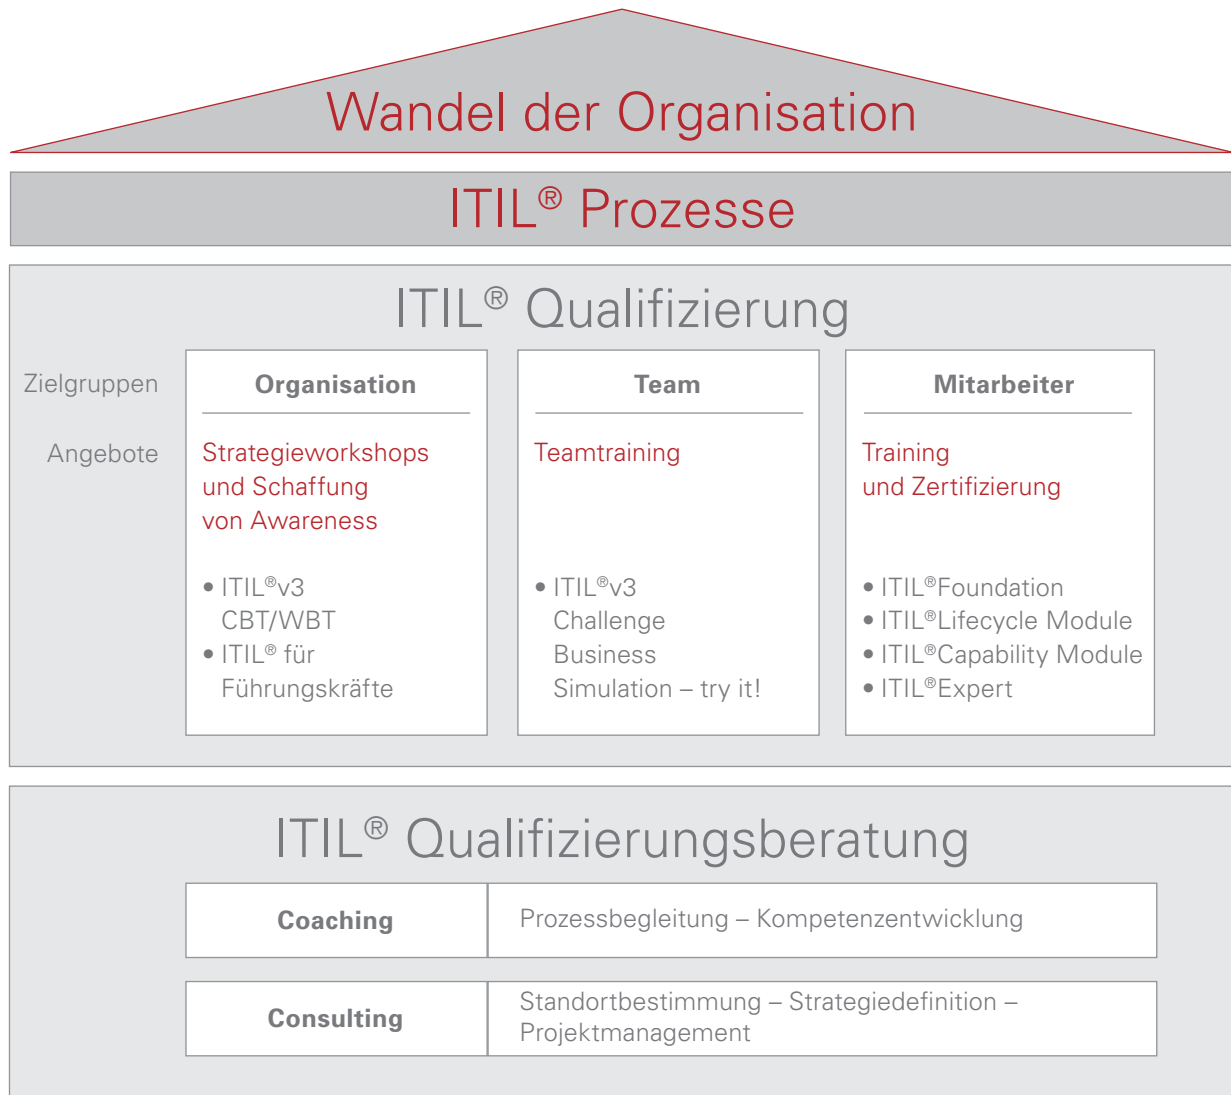 Wandel der Organisation
ITIL® Prozesse
ITIL® Qualifizierung
Zielgruppen
Organisation
Team
Mitarbeiter
Angebote
Strategieworkshops
und Schaffung
von Awareness
• ITIL®v3
CBT/WBT
• ITIL® für
Führungskräfte
Teamtraining
• ITIL®v3
Challenge
Business
Simulation – try it!
Training
und Zertifizierung
• ITIL®Foundation
• ITIL®Lifecycle Module
• ITIL®Capability Module
• ITIL®Expert
ITIL® Qualifizierungsberatung
Coaching
Prozessbegleitung – Kompetenzentwicklung
Consulting
Standortbestimmung – Strategiedefinition –
Projektmanagement